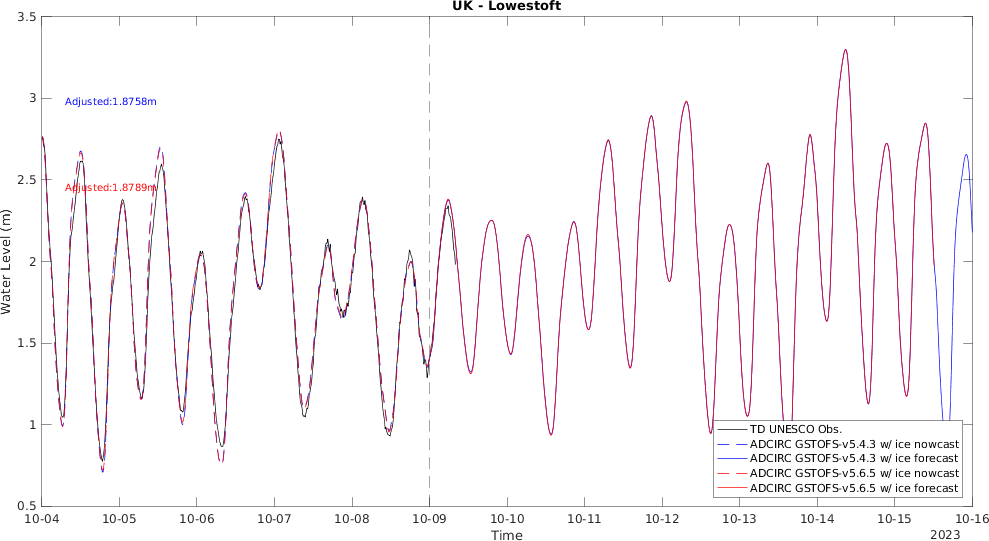 UK - Lowestoft
3.5
3
2.5
2
1.5
1
0.5
Water Level (m)
Adjusted:1.8758m
Adjusted:1.8789m
TD UNESCO Obs.
ADCIRC GSTOFS-v5.4.3 w/ ice nowcast
ADCIRC GSTOFS-v5.4.3 w/ ice forecast
ADCIRC GSTOFS-v5.6.5 w/ ice nowcast
ADCIRC GSTOFS-v5.6.5 w/ ice forecast
10-04 10-05 10-06 10-07 10-08 10-09 10-10 10-11 10-12 10-13 10-14 10-15 10-16
Time
2023